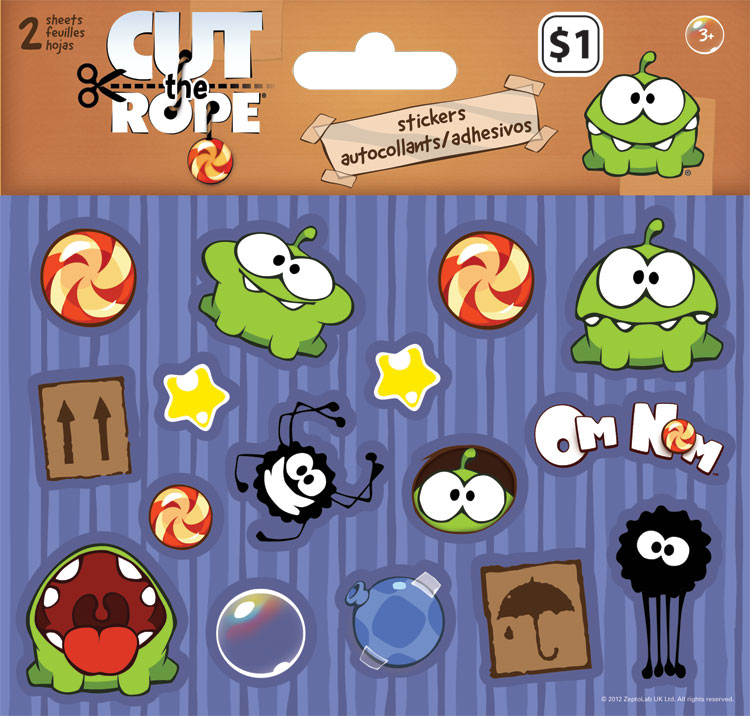 2 sheets
feuilles
hojas
CUT
the
ROPE®
stickers
autocollants/adhesivos
$1
3+
®
OM NOM™
© 2012 ZeptoLab UK Ltd. All rights reserved.